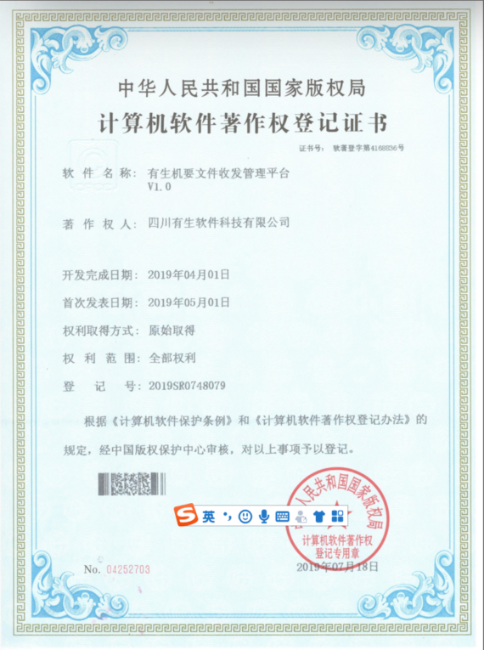 中华人民共和国国家版权局
计算机软件著作权登记证书
证书号： 软著登字第4168836号
软件名称： 有生机要文件收发管理平台
V1.0
著作权人： 四川有生软件科技有限公司
开发完成日期： 2019年04月01日
首次发表日期： 2019年05月01日
权利取得方式： 原始取得
权利范围： 全部权利
登记号： 2019SR0748079
根据《计算机软件保护条例》和《计算机软件著作权登记办法》的
规定，经中国版权保护中心审核，对以上事项予以登记。
人民共和国国家版权局
S 英
计算机软件著作权
登记专用章
No. 04252703
2019年07月18日